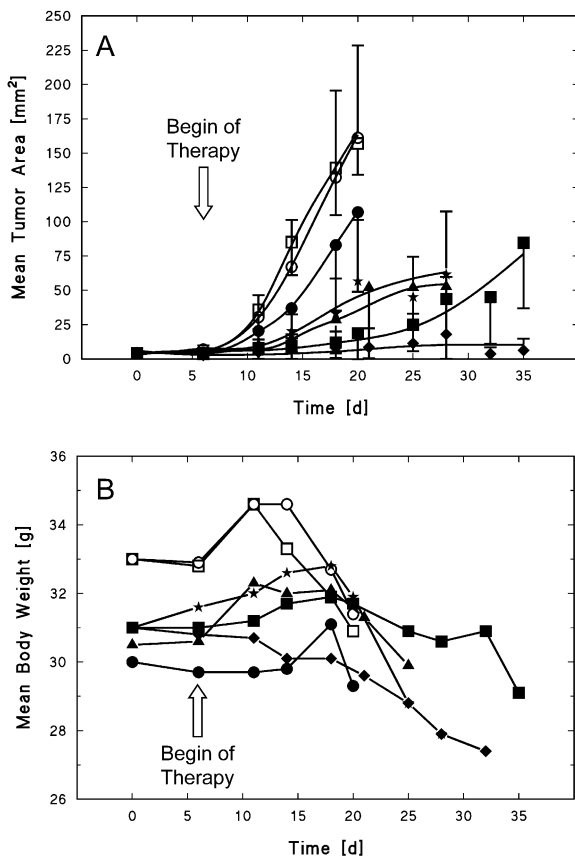 A
Mean Tumor Area [mm²]
250
225
200
175
150
125
100
75
50
25
0
Begin of
Therapy
0 5 10 15 20 25 30 35
Time [d]
B
Mean Body Weight [g]
36
34
32
30
28
26
Begin of
Therapy
0 5 10 15 20 25 30 35
Time [d]